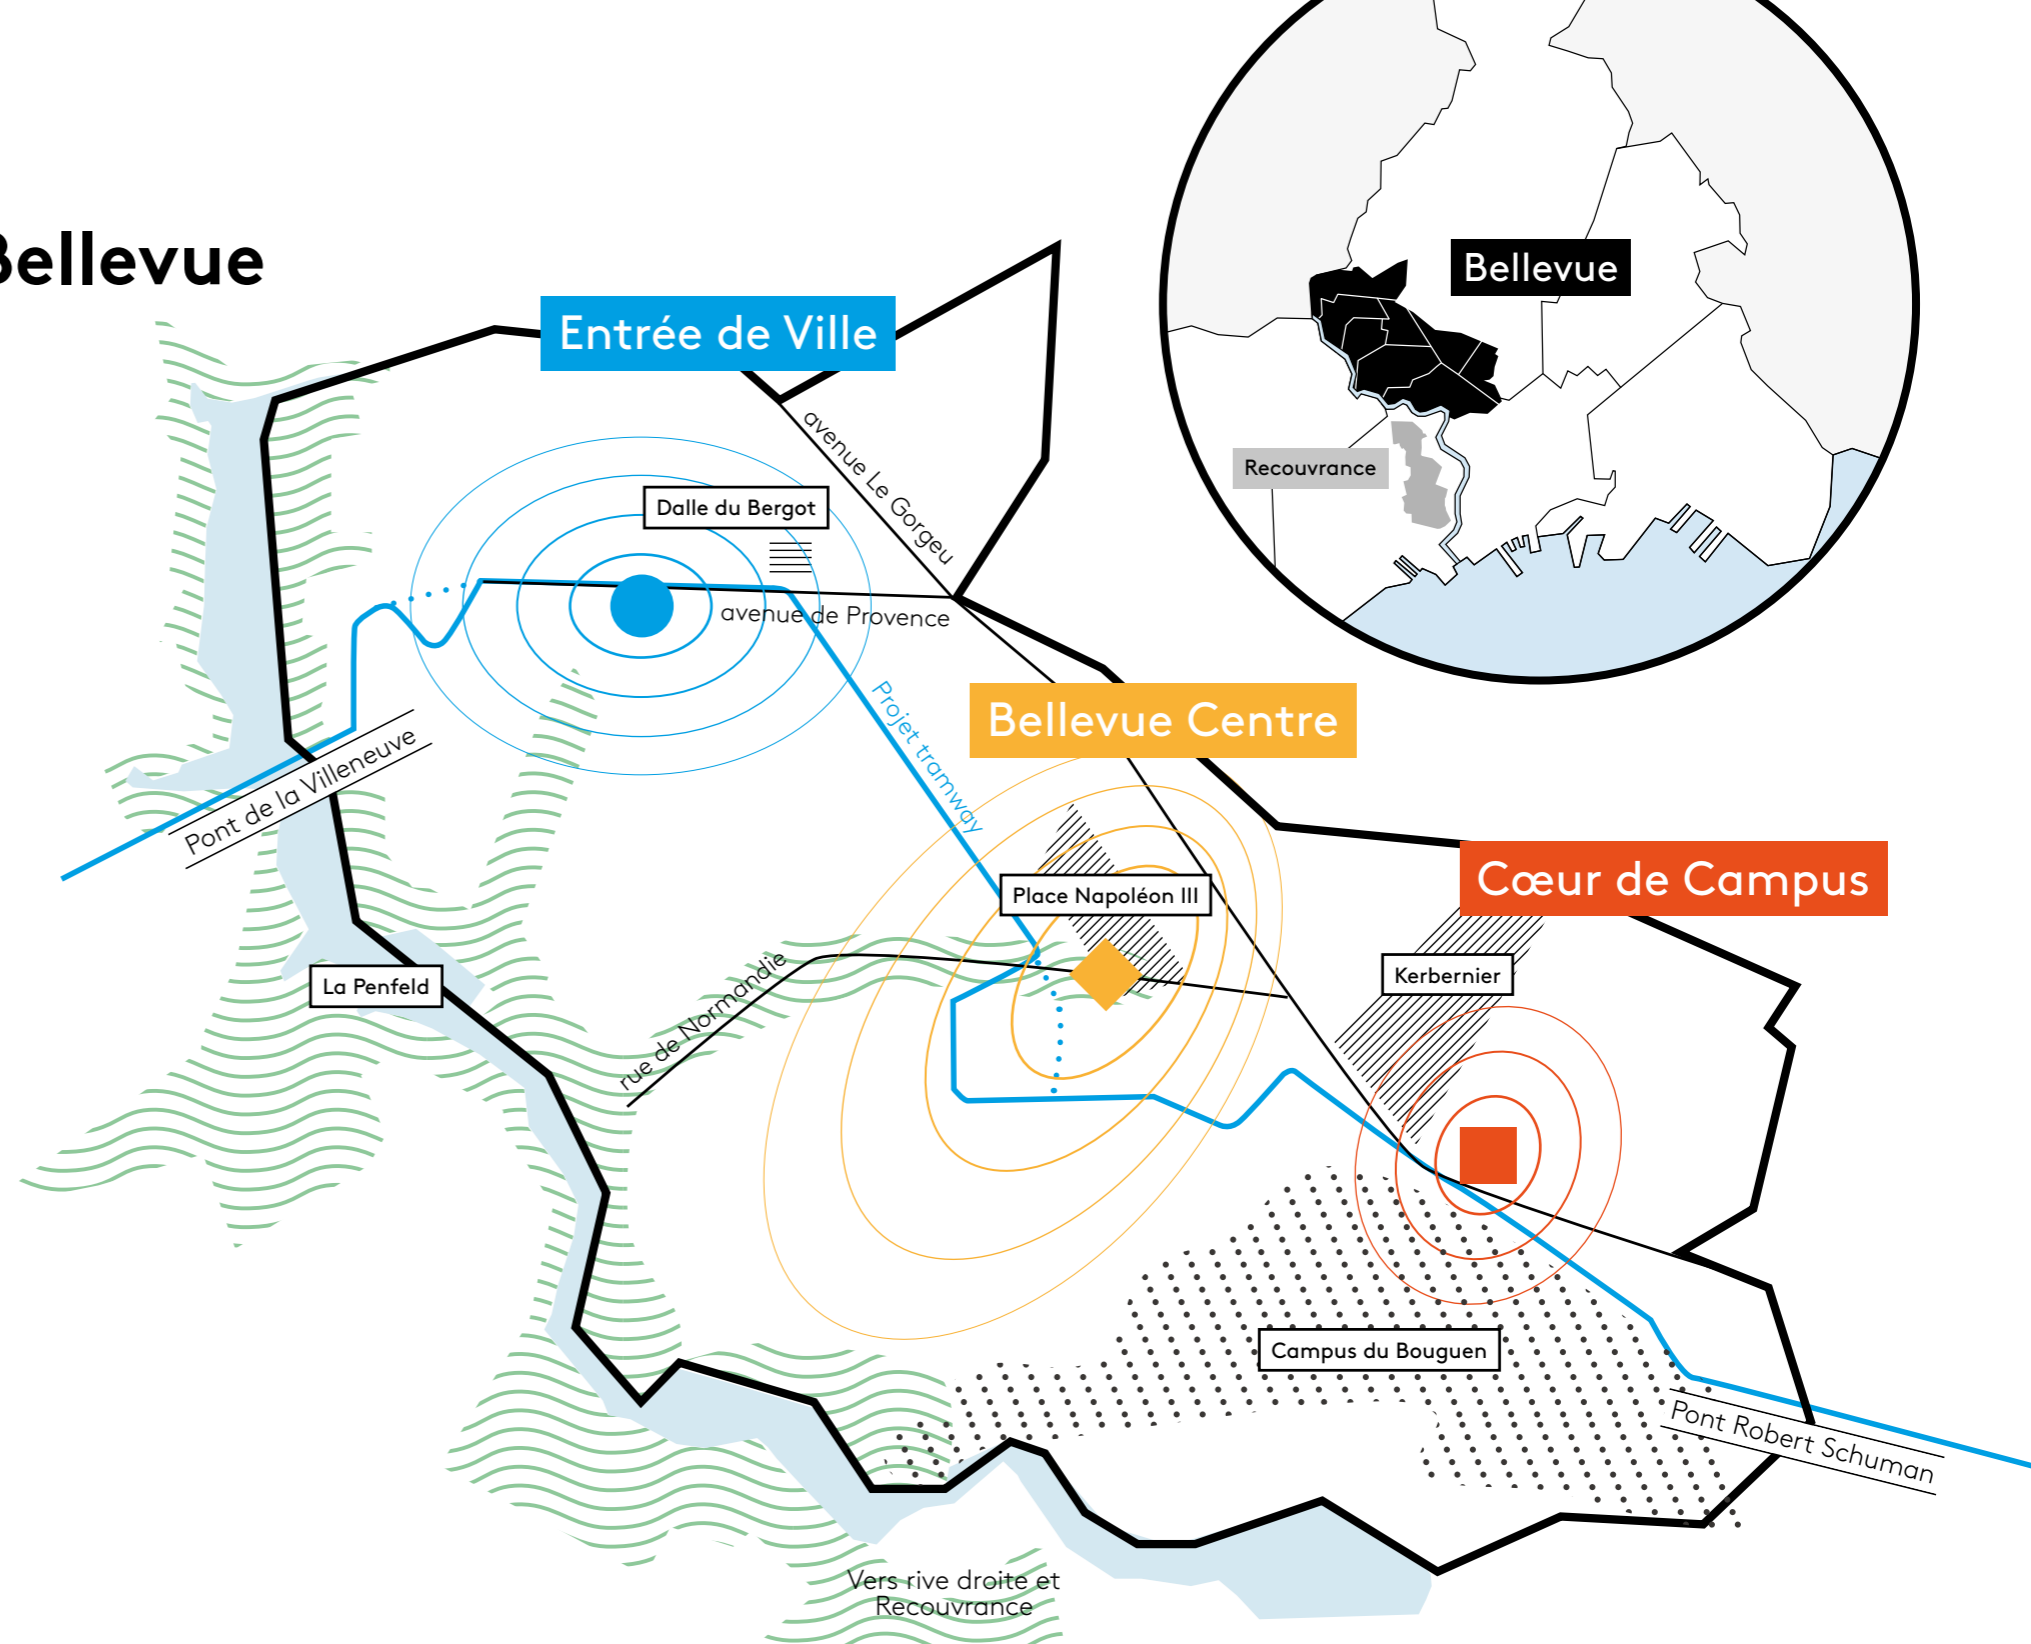 Bellevue
Bellevue
Recouvrance
Entrée de Ville
avenue Le Gorgeu
Dalle du Bergot
avenue de Provence
Projet tramway
Bellevue Centre
Pont de la Villeneuve
Place Napoléon III
Cœur de Campus
Kerbernier
La Penfeld
rue de Normandie
Campus du Bouguen
Pont Robert Schuman
Vers rive droite et
Recouvrance